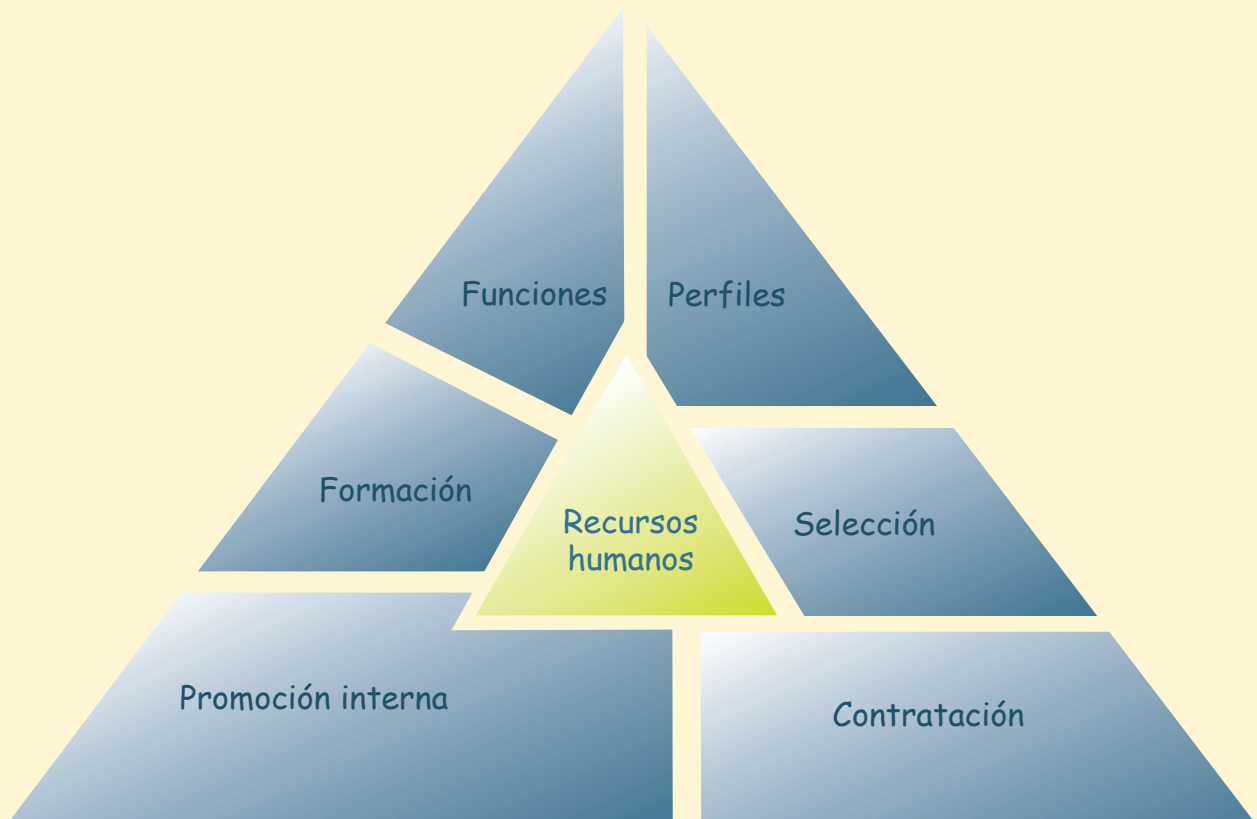 Funciones
Perfiles
Formación
Recursos
humanos
Selección
Promoción interna
Contratación